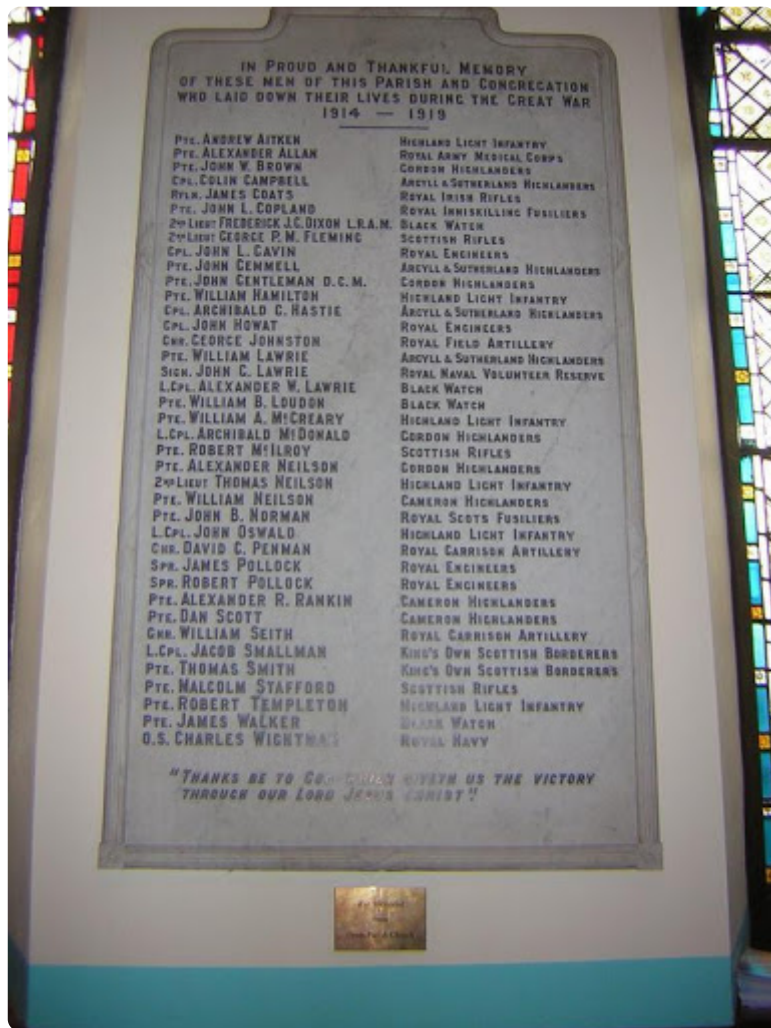 IN PROUD AND THANKFUL MEMORY
OF THESE MEN OF THIS PARISH AND CONGREGATION
WHO LAID DOWN THEIR LIVES DURING THE GREAT WAR
1914 — 1919
PTE. ANDREW AITKEN HIGHLAND LIGHT INFANTRY
PTE. ALEXANDER ALLAN ROYAL ARMY MEDICAL CORPS
PTE. JOHN W. BROWN GORDON HIGHLANDERS
CPL. COLIN CAMPBELL ARGYLL & SUTHERLAND HIGHLANDERS
RFLN. JAMES COATS ROYAL IRISH RIFLES
PTE. JOHN L. COPLAND ROYAL INNISKILLING FUSILIERS
2ND LIEUT FREDERICK J.C. DIXON L.R.A.M. BLACK WATCH
2ND LIEUT GEORGE P.M. FLEMING SCOTTISH RIFLES
CPL. JOHN L. GAVIN ROYAL ENGINEERS
PTE. JOHN GEMMELL ARGYLL & SUTHERLAND HIGHLANDERS
PTE. JOHN GENTLEMAN D.C.M. GORDON HIGHLANDERS
PTE. WILLIAM HAMILTON HIGHLAND LIGHT INFANTRY
CPL. ARCHIBALD C. HASTIE ARGYLL & SUTHERLAND HIGHLANDERS
CPL. JOHN HOWAT ROYAL ENGINEERS
GNR. GEORGE JOHNSTON ROYAL FIELD ARTILLERY
PTE. WILLIAM LAWRIE ARGYLL & SUTHERLAND HIGHLANDERS
SIGN. JOHN C. LAWRIE ROYAL NAVAL VOLUNTEER RESERVE
L.CPL. ALEXANDER W. LAWRIE BLACK WATCH
PTE. WILLIAM B. LOUDON BLACK WATCH
PTE. WILLIAM A. McCREARY HIGHLAND LIGHT INFANTRY
L.CPL. ARCHIBALD McDONALD GORDON HIGHLANDERS
PTE. ROBERT McILROY SCOTTISH RIFLES
PTE. ALEXANDER NEILSON GORDON HIGHLANDERS
2ND LIEUT THOMAS NEILSON HIGHLAND LIGHT INFANTRY
PTE. WILLIAM NEILSON CAMERON HIGHLANDERS
PTE. JOHN B. NORMAN ROYAL SCOTS FUSILIERS
L.CPL. JOHN OSWALD HIGHLAND LIGHT INFANTRY
GNR. DAVID C. PENMAN ROYAL GARRISON ARTILLERY
SPR. JAMES POLLOCK ROYAL ENGINEERS
SPR. ROBERT POLLOCK ROYAL ENGINEERS
PTE. ALEXANDER R. RANKIN CAMERON HIGHLANDERS
PTE. DAN SCOTT CAMERON HIGHLANDERS
GNR. WILLIAM SEITH ROYAL GARRISON ARTILLERY
L.CPL. JACOB SMALLMAN KING'S OWN SCOTTISH BORDERERS
PTE. THOMAS SMITH KING'S OWN SCOTTISH BORDERERS
PTE. MALCOLM STAFFORD SCOTTISH RIFLES
PTE. ROBERT TEMPLETON HIGHLAND LIGHT INFANTRY
PTE. JAMES WALKER BLACK WATCH
O.S. CHARLES WIGHTMAN ROYAL NAVY
"THANKS BE TO GOD WHICH GIVETH US THE VICTORY
THROUGH OUR LORD JESUS CHRIST".